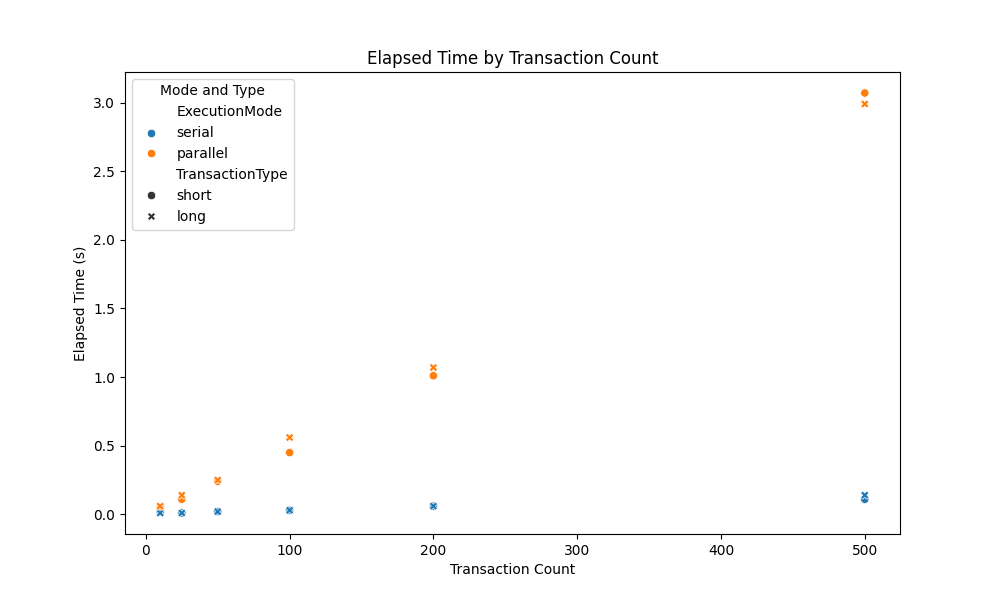 Elapsed Time by Transaction Count
Mode and Type
ExecutionMode
serial
parallel
TransactionType
short
long
Elapsed Time (s)
3.0
2.5
2.0
1.5
1.0
0.5
0.0
0 100 200 300 400 500
Transaction Count